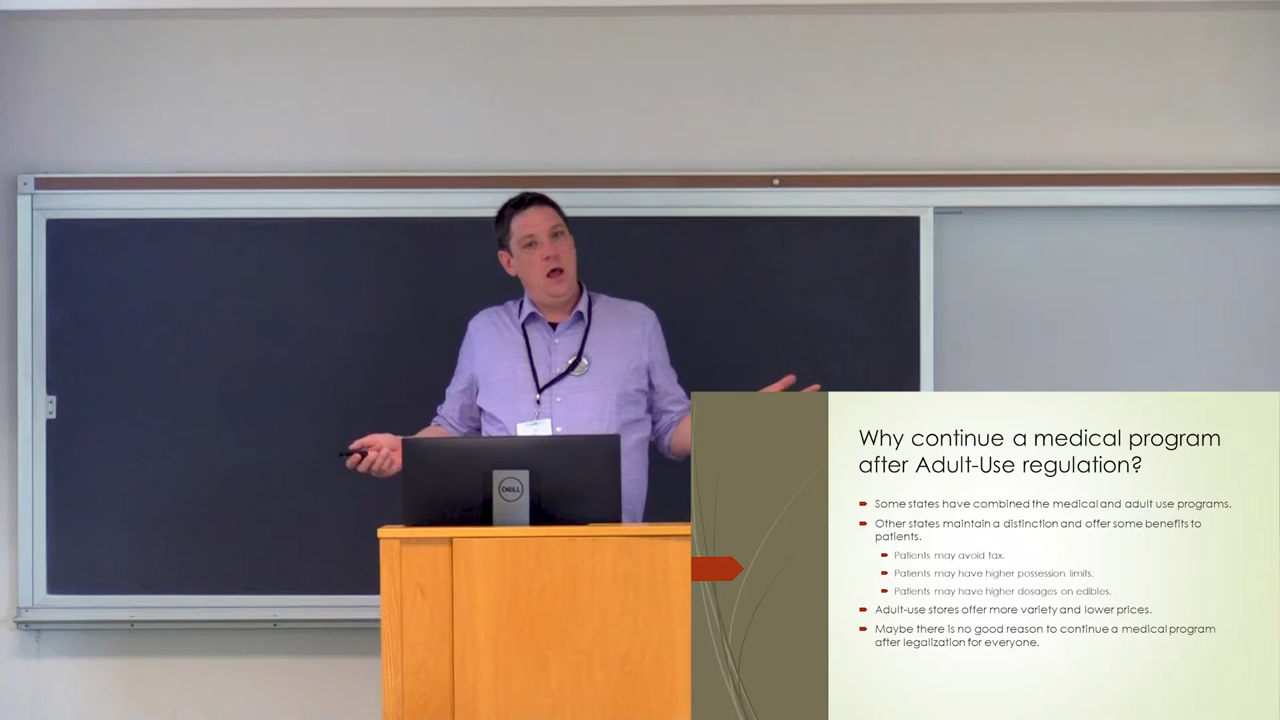 DELL
Why continue a medical program
after Adult-Use regulation?
Some states have combined the medical and adult use programs.
Other states maintain a distinction and offer some benefits to
patients.
Patients may avoid tax.
Patients may have higher possession limits.
Patients may have higher dosages on edibles.
Adult-use stores offer more variety and lower prices.
Maybe there is no good reason to continue a medical program
after legalization for everyone.